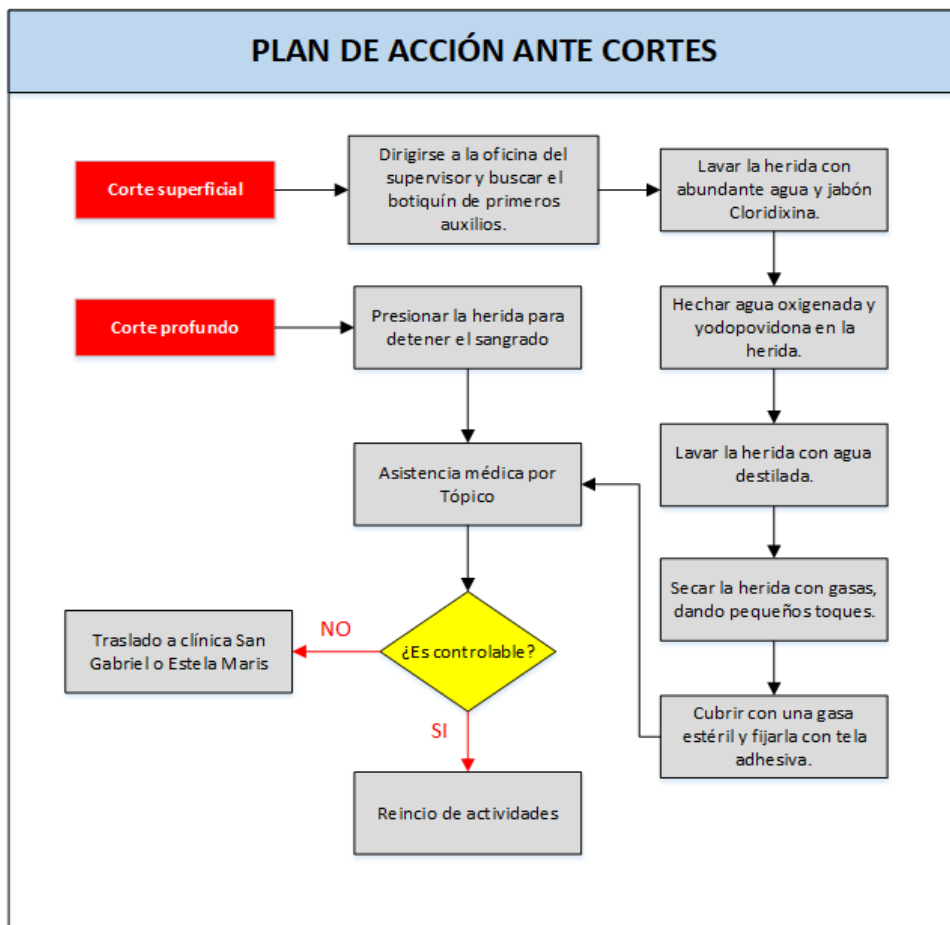 PLAN DE ACCIÓN ANTE CORTES
Corte superficial
Dirigirse a la oficina del
supervisor y buscar el
botiquín de primeros
auxilios.
Lavar la herida con
abundante agua y jabón
Cloridixina.
Corte profundo
Presionar la herida para
detener el sangrado
Hechar agua oxigenada y
yodopovidona en la
herida.
Asistencia médica por
Tópico
Lavar la herida con agua
destilada.
Secar la herida con gasas,
dando pequeños toques.
Traslado a clínica San
Gabriel o Estela Maris
NO
¿Es controlable?
SI
Cubrir con una gasa
estéril y fijarla con tela
adhesiva.
Reincio de actividades